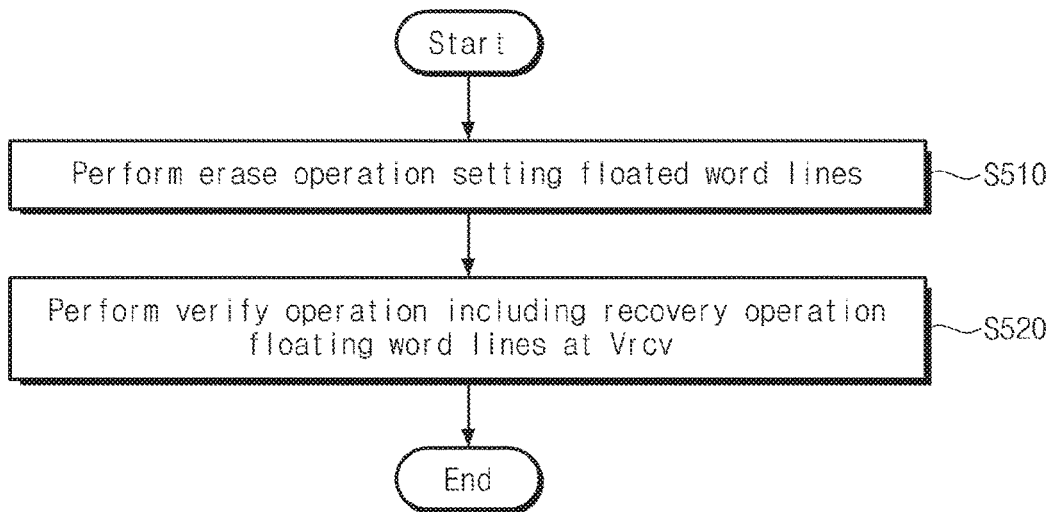 Start
Perform erase operation setting floated word lines
S510
Perform verify operation including recovery operation
floating word lines at Vrcv
S520
End